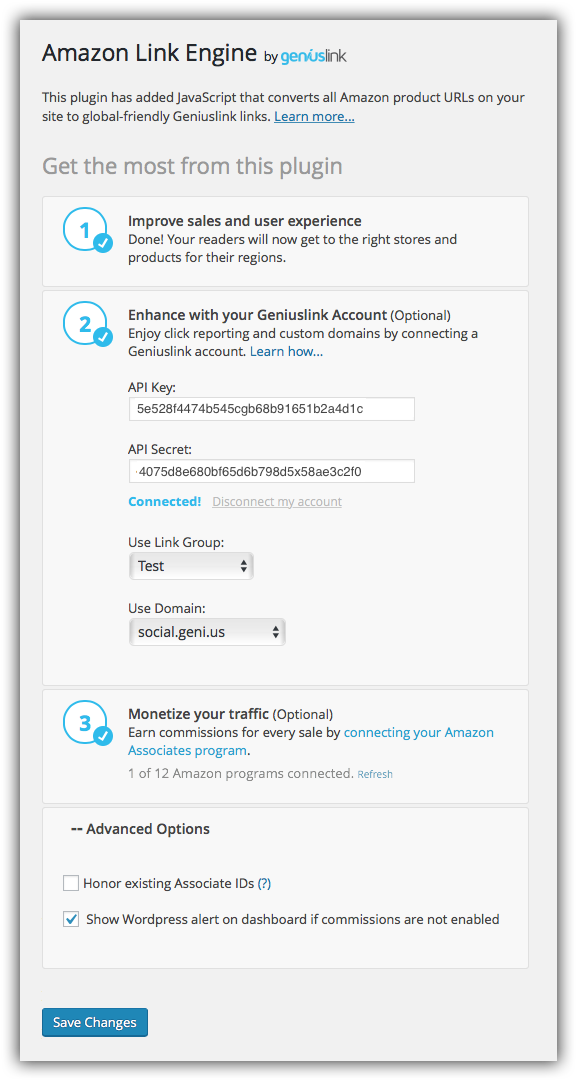 Amazon Link Engine by geniuslink
This plugin has added JavaScript that converts all Amazon product URLs on your
site to global-friendly Geniuslink links. Learn more...
Get the most from this plugin
1
Improve sales and user experience
Done! Your readers will now get to the right stores and
products for their regions.
2
Enhance with your Geniuslink Account (Optional)
Enjoy click reporting and custom domains by connecting a
Geniuslink account. Learn how...
API Key:
5e528f4474b545cgb68b91651b2a4d1c
API Secret:
4075d8e680bf65d6b798d5x58ae3c2f0
Connected! Disconnect my account
Use Link Group:
Test
Use Domain:
social.geni.us
3
Monetize your traffic (Optional)
Earn commissions for every sale by connecting your Amazon
Associates program.
1 of 12 Amazon programs connected. Refresh
-- Advanced Options
Honor existing Associate IDs (?)
Show Wordpress alert on dashboard if commissions are not enabled
Save Changes